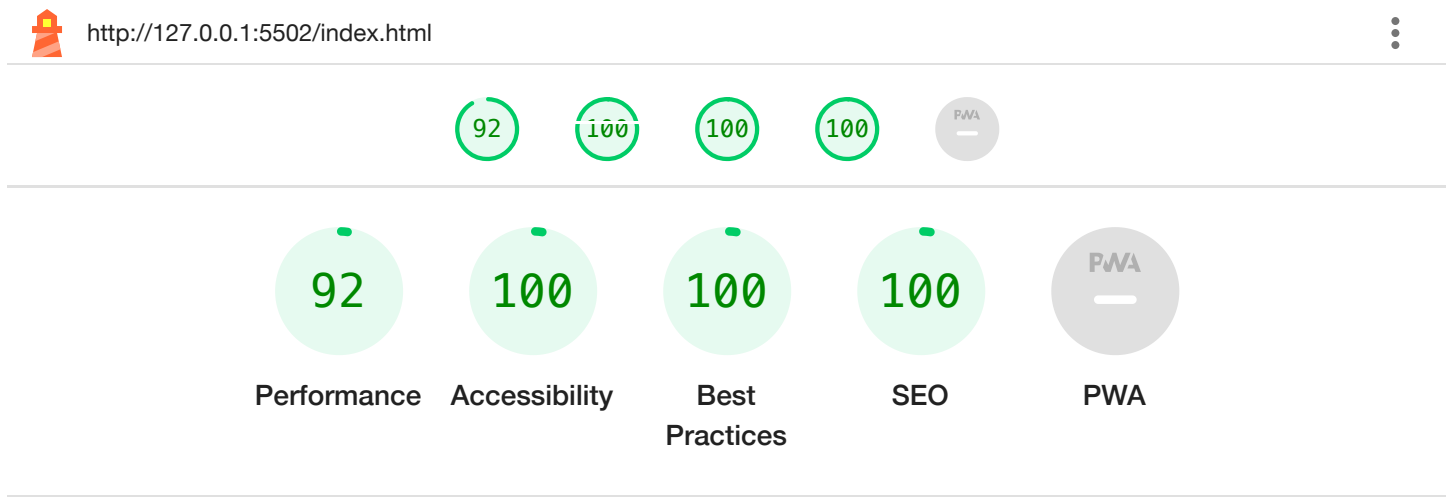 http://127.0.0.1:5502/index.html
92 100 100 100 PWA
92 100 100 100 PWA
Performance Accessibility Best Practices SEO PWA